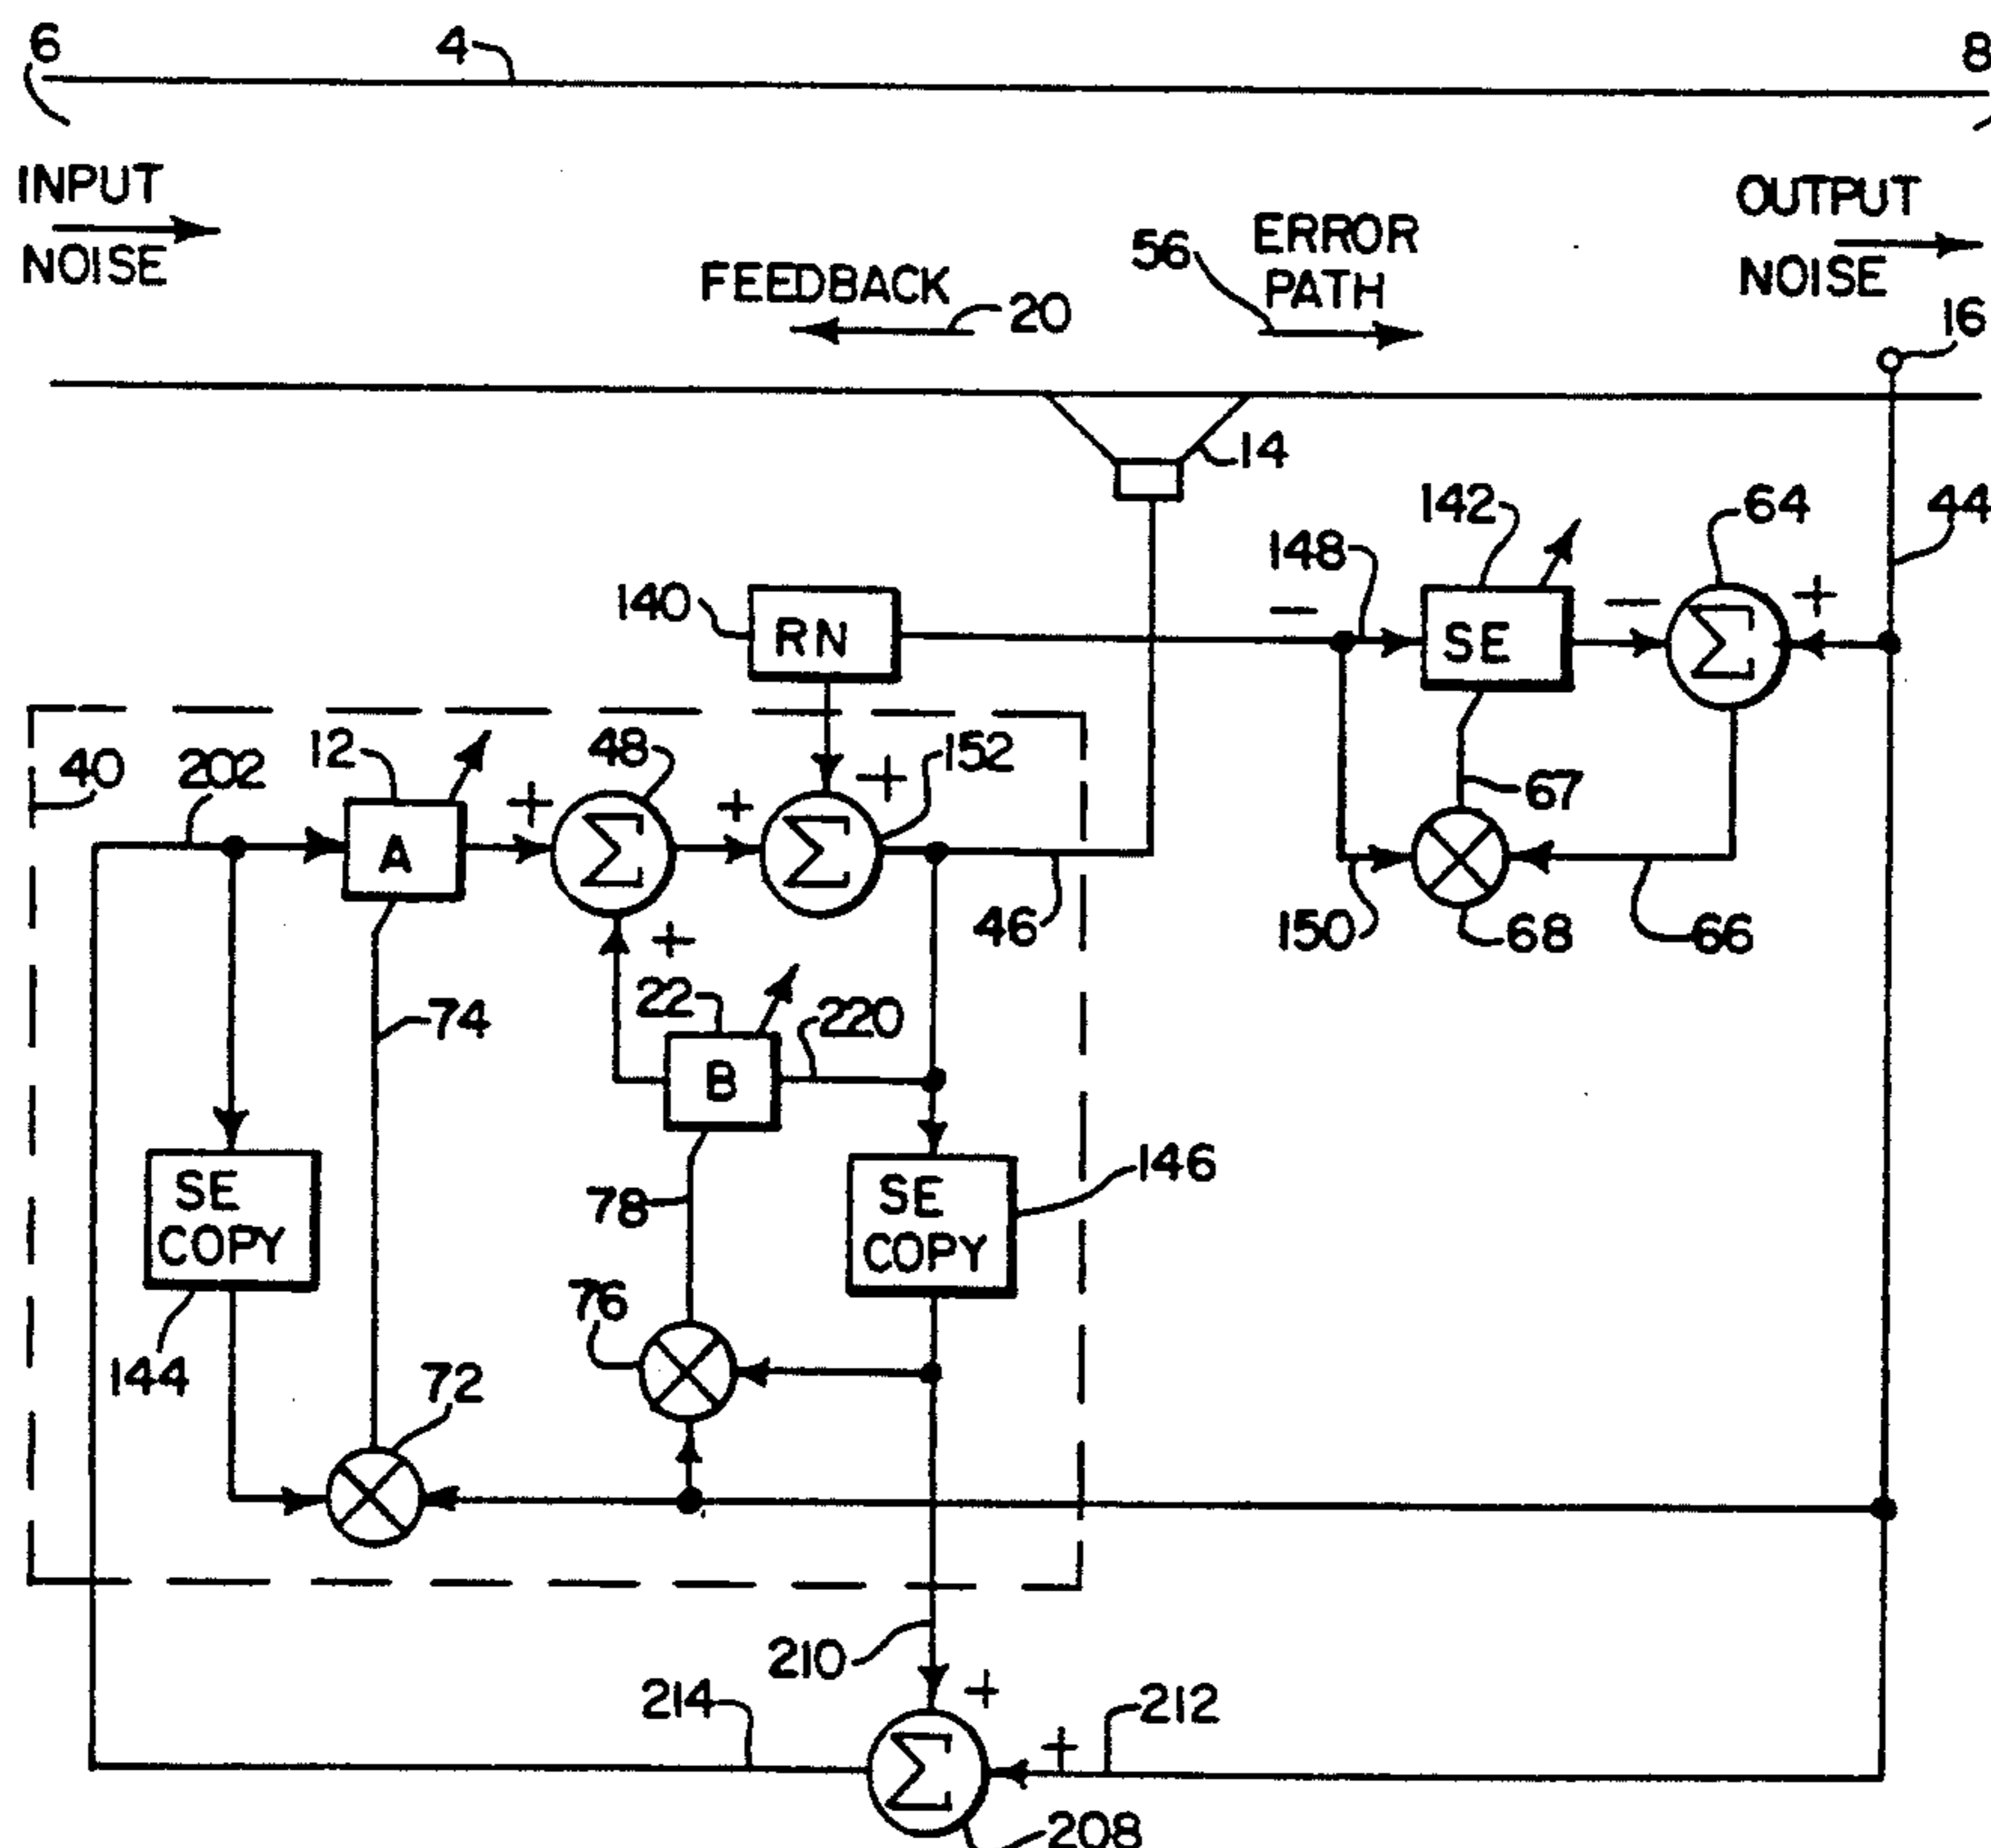 6
4
8
INPUT
NOISE
FEEDBACK
20
56
ERROR
PATH
OUTPUT
NOISE
16
14
142
64
44
148
140
RN
−
SE
−
Σ
+
40
202
12
48
152
+
+
+
A
Σ
Σ
67
46
150
68
66
+
22
220
74
B
SE
COPY
78
SE
COPY
146
76
144
72
210
+
214
212
+
Σ
208